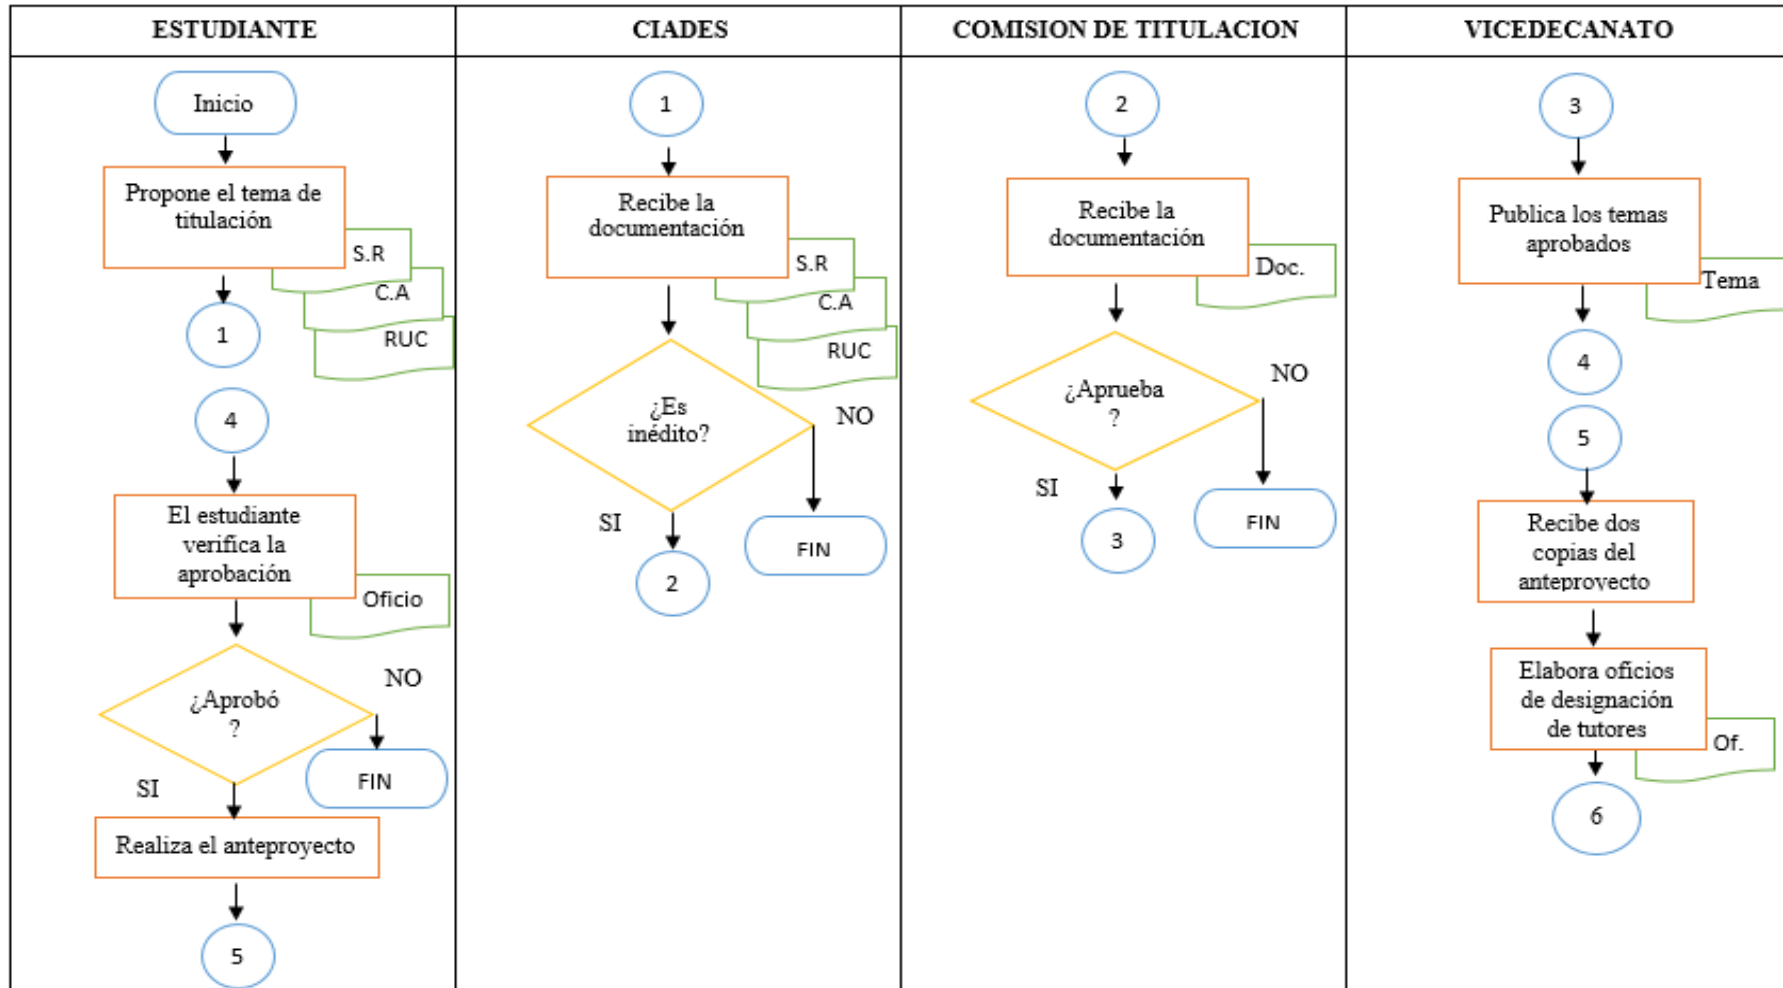 ESTUDIANTE
CIADES
COMISION DE TITULACION
VICEDECANATO
Inicio
Propone el tema de
titulación
S.R
C.A
RUC
1
4
El estudiante
verifica la
aprobación
Oficio
¿Aprobó
?
NO
FIN
SI
Realiza el anteproyecto
5
1
Recibe la
documentación
S.R
C.A
RUC
¿Es
inédito?
NO
FIN
SI
2
2
Recibe la
documentación
Doc.
¿Aprueba
?
NO
FIN
SI
3
3
Publica los temas
aprobados
Tema
4
5
Recibe dos
copias del
anteproyecto
Elabora oficios
de designación
de tutores
Of.
6